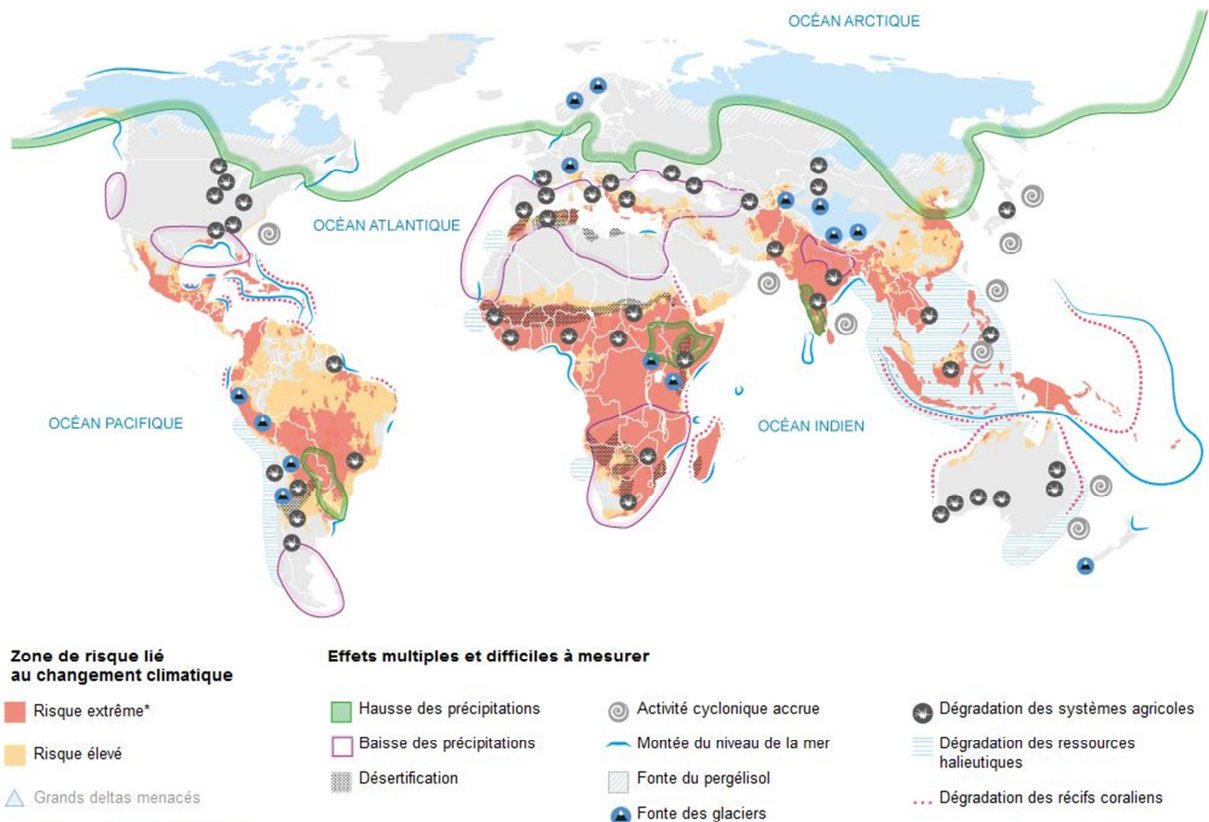 OCÉAN ARCTIQUE
OCÉAN ATLANTIQUE
OCÉAN PACIFIQUE
OCÉAN INDIEN
Zone de risque lié
au changement climatique
Risque extrême*
Risque élevé
Grands deltas menacés
Effets multiples et difficiles à mesurer
Hausse des précipitations
Baisse des précipitations
Désertification
Activité cyclonique accrue
Montée du niveau de la mer
Fonte du pergélisol
Fonte des glaciers
Dégradation des systèmes agricoles
Dégradation des ressources
halieutiques
Dégradation des récifs coraliens